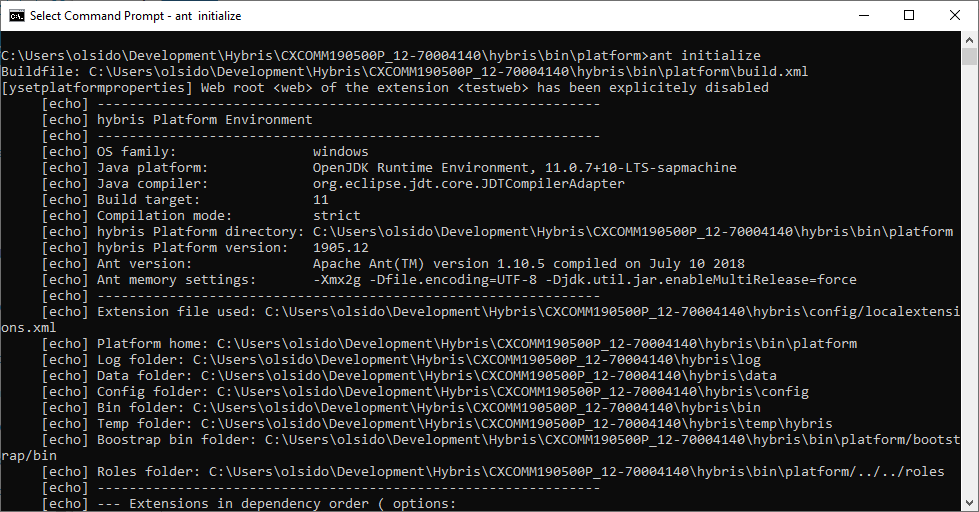 Select Command Prompt - ant  initialize
C:\Users\olsido\Development\Hybris\CXCOMM190500P_12-70004140\hybris\bin\platform>ant initialize
Buildfile: C:\Users\olsido\Development\Hybris\CXCOMM190500P_12-70004140\hybris\bin\platform\build.xml
[ysetplatformproperties] Web root <web> of the extension <testweb> has been explicitely disabled
     [echo] ---------------------------------------------------------------
     [echo] hybris Platform Environment
     [echo] ---------------------------------------------------------------
     [echo] OS family:                 windows
     [echo] Java platform:             OpenJDK Runtime Environment, 11.0.7+10-LTS-sapmachine
     [echo] Java compiler:             org.eclipse.jdt.core.JDTCompilerAdapter
     [echo] Build target:              11
     [echo] Compilation mode:          strict
     [echo] hybris Platform directory: C:\Users\olsido\Development\Hybris\CXCOMM190500P_12-70004140\hybris\bin\platform
     [echo] hybris Platform version:   1905.12
     [echo] Ant version:               Apache Ant(TM) version 1.10.5 compiled on July 10 2018
     [echo] Ant memory settings:       -Xmx2g -Dfile.encoding=UTF-8 -Djdk.util.jar.enableMultiRelease=force
     [echo] ---------------------------------------------------------------
     [echo] Extension file used: C:\Users\olsido\Development\Hybris\CXCOMM190500P_12-70004140\hybris\config/localextensi
ons.xml
     [echo] Platform home: C:\Users\olsido\Development\Hybris\CXCOMM190500P_12-70004140\hybris\bin\platform
     [echo] Log folder: C:\Users\olsido\Development\Hybris\CXCOMM190500P_12-70004140\hybris\log
     [echo] Data folder: C:\Users\olsido\Development\Hybris\CXCOMM190500P_12-70004140\hybris\data
     [echo] Config folder: C:\Users\olsido\Development\Hybris\CXCOMM190500P_12-70004140\hybris\config
     [echo] Bin folder: C:\Users\olsido\Development\Hybris\CXCOMM190500P_12-70004140\hybris\bin
     [echo] Temp folder: C:\Users\olsido\Development\Hybris\CXCOMM190500P_12-70004140\hybris\temp\hybris
     [echo] Boostrap bin folder: C:\Users\olsido\Development\Hybris\CXCOMM190500P_12-70004140\hybris\bin\platform/bootst
rap/bin
     [echo] Roles folder: C:\Users\olsido\Development\Hybris\CXCOMM190500P_12-70004140\hybris\bin\platform/../../roles
     [echo] ---------------------------------------------------------------
     [echo] --- Extensions in dependency order ( options: